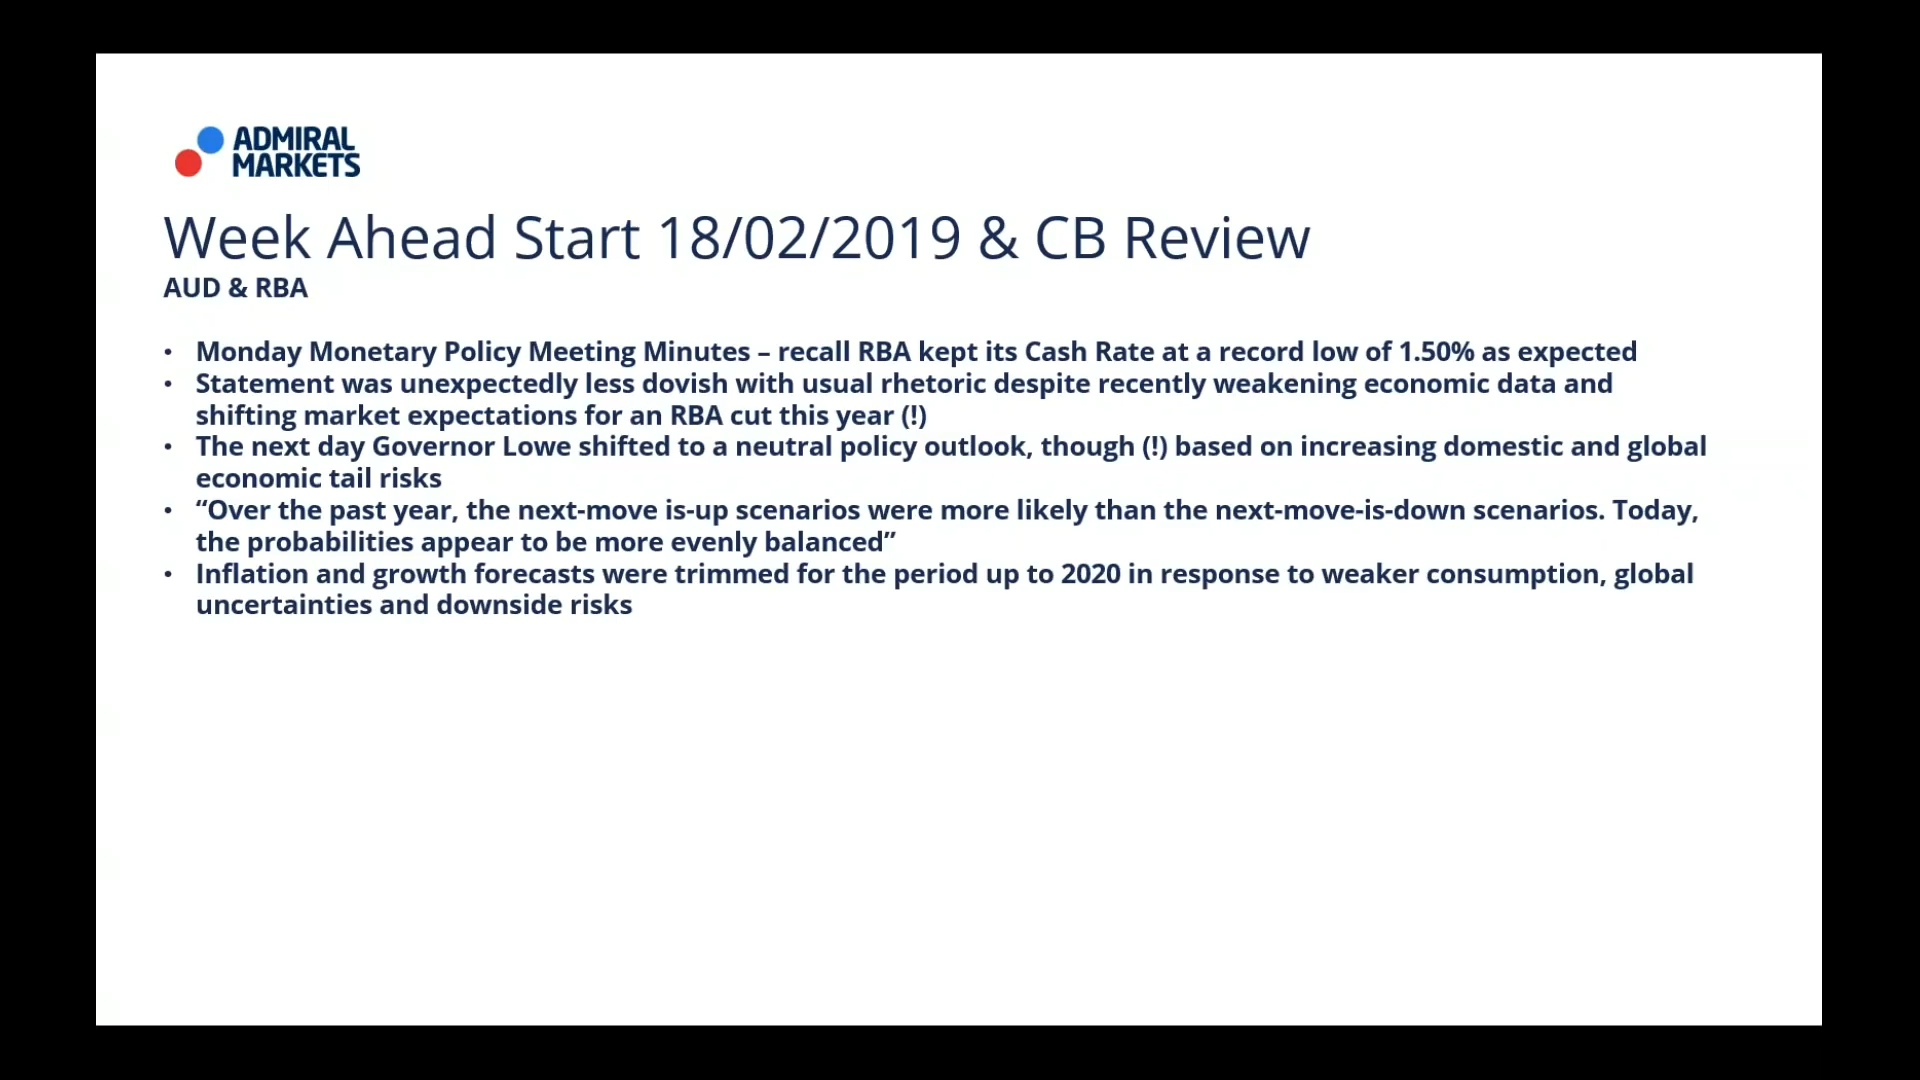 ADMIRAL
MARKETS
Week Ahead Start 18/02/2019 & CB Review
AUD & RBA
• Monday Monetary Policy Meeting Minutes – recall RBA kept its Cash Rate at a record low of 1.50% as expected
• Statement was unexpectedly less dovish with usual rhetoric despite recently weakening economic data and
shifting market expectations for an RBA cut this year (!)
• The next day Governor Lowe shifted to a neutral policy outlook, though (!) based on increasing domestic and global
economic tail risks
• “Over the past year, the next-move is-up scenarios were more likely than the next-move-is-down scenarios. Today,
the probabilities appear to be more evenly balanced”
• Inflation and growth forecasts were trimmed for the period up to 2020 in response to weaker consumption, global
uncertainties and downside risks